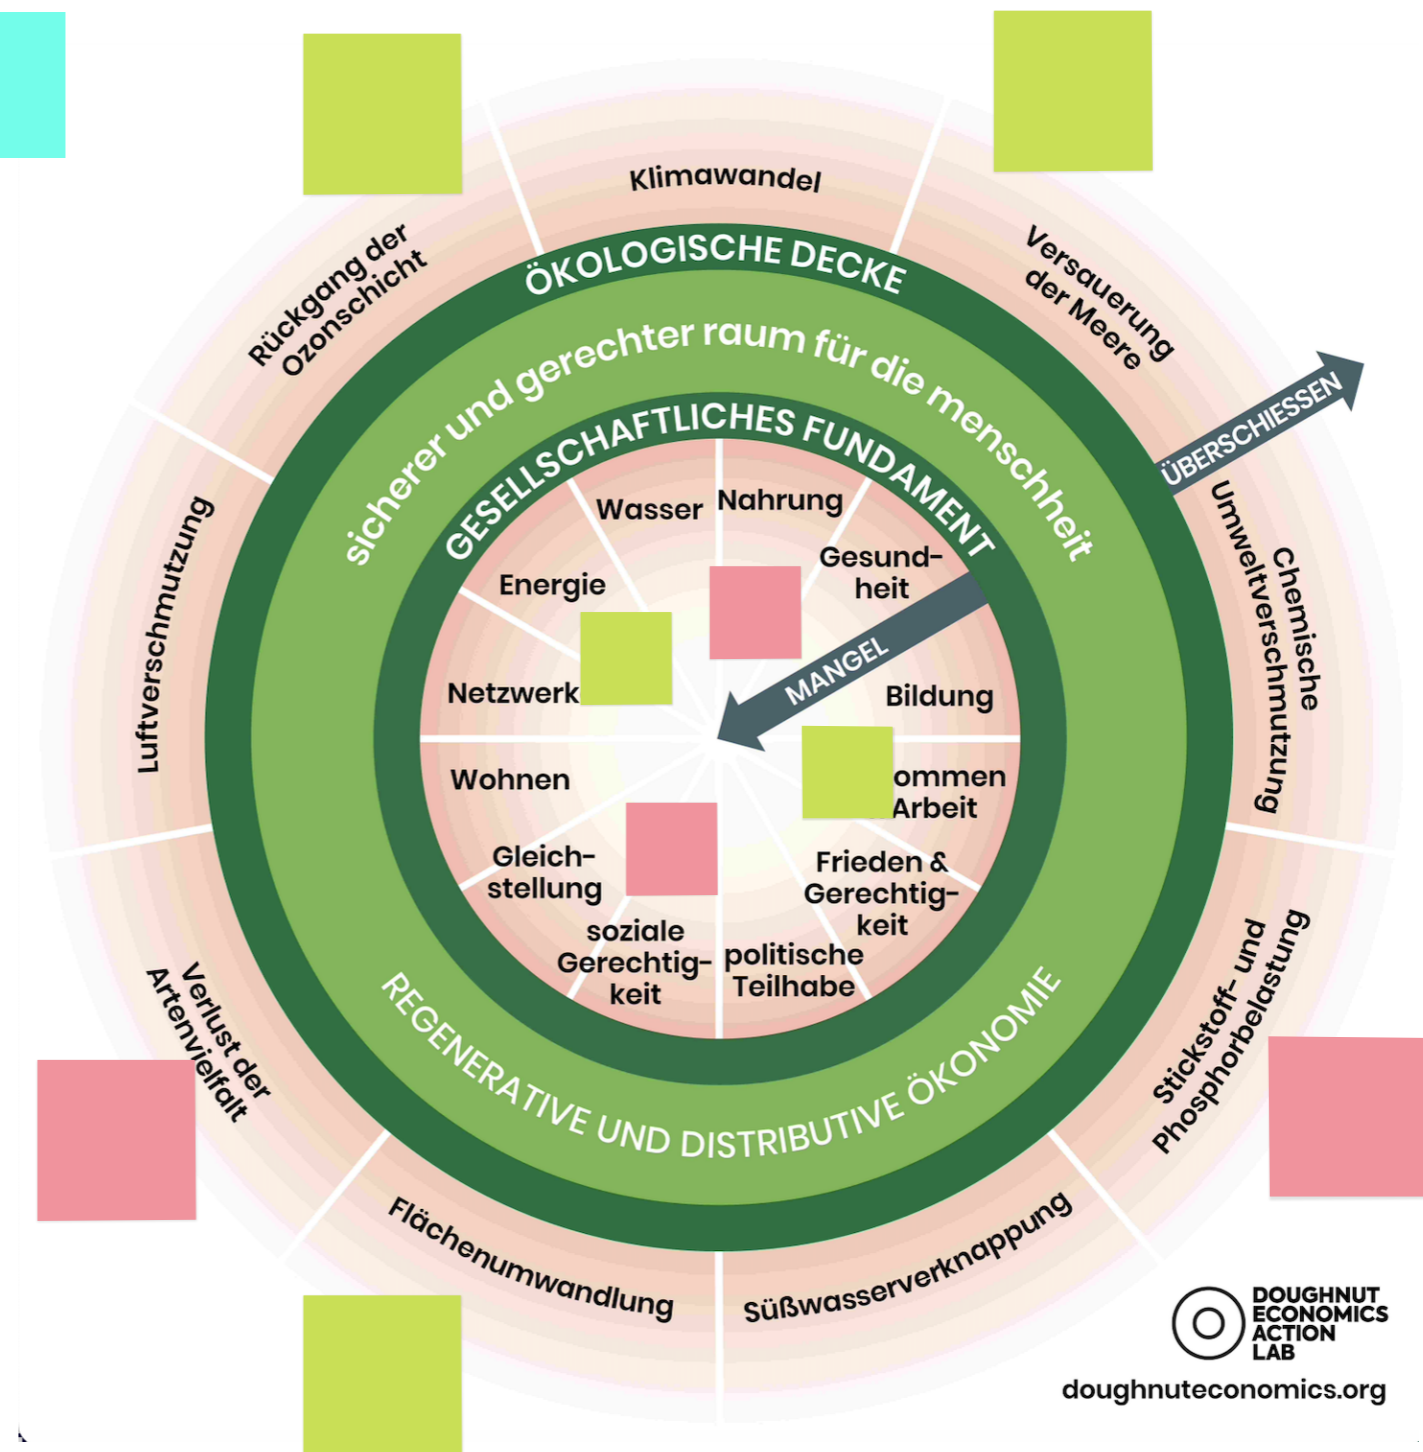 Klimawandel
Rückgang der
Ozonschicht
Versauerung
der Meere
ÖKOLOGISCHE DECKE
sicherer und gerechter raum für die menschheit
GESELLSCHAFTLICHES FUNDAMENT
ÜBERSCHIESSEN
Luftverschmutzung
Chemische
Umweltverschmutzung
Wasser
Nahrung
Energie
Gesund-
heit
MANGEL
Netzwerk
Bildung
Wohnen
ommen
Arbeit
Gleich-
stellung
Frieden &
Gerechtig-
keit
soziale
Gerechtig-
keit
politische
Teilhabe
Verlust der
Artenvielfalt
Stickstoff- und
Phosphorbelastung
REGENERATIVE UND DISTRIBUTIVE ÖKONOMIE
Flächenumwandlung
Süßwasserverknappung
DOUGHNUT
ECONOMICS
ACTION
LAB
doughnuteconomics.org